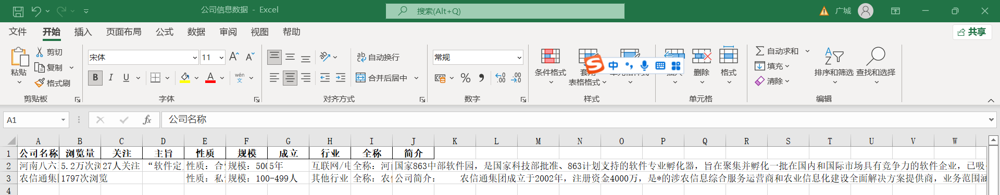 公司信息数据 - Excel
搜索(Alt+Q)
广城
文件 开始 插入 页面布局 公式 数据 审阅 视图 帮助
共享
粘贴
剪切
复制
格式刷
剪贴板
宋体 11
B I U A wén 文
字体
自动换行
合并后居中
对齐方式
常规
数字
条件格式
表格格式
样式
中
删除
格式
单元格
自动求和
填充
清除
排序和筛选
查找和选择
编辑
A1 fx 公司名称
A B C D E F G H I J K L M N O P Q R S T U V W
1 公司名称 浏览量 关注 主旨 性质 规模 成立 行业 全称 简介
2 河南八六 5.2万次浏 27人关注 “软件定 性质：合 规模：500 5年 互联网/电 全称：河 国家863中部软件园，是国家科技部批准、863计划支持的软件专业孵化器，旨在聚集并孵化一批在国内和国际市场具有竞争力的软件企业，已吸
3 农信通集团 1797次浏览 性质：私 规模：100-499人 其他行业 全称：农 公司简介： 农信通集团成立于2002年，注册资金4000万，是*的涉农信息综合服务运营商和农业信息化建设全面解决方案提供商，业务范围
4